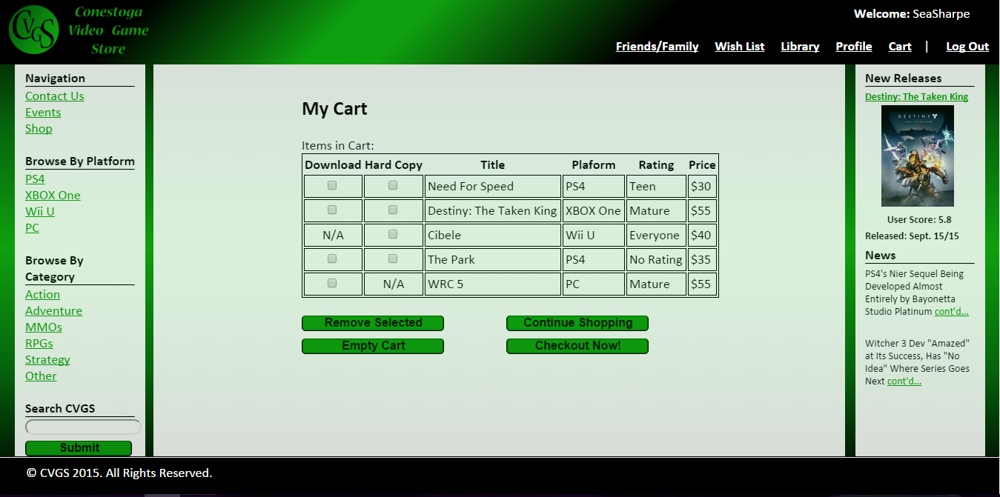 CVGS
Conestoga
Video Game
Store
Welcome: SeaSharpe
Friends/Family Wish List Library Profile Cart | Log Out
Navigation
Contact Us
Events
Shop
Browse By Platform
PS4
XBOX One
Wii U
PC
Browse By
Category
Action
Adventure
MMOs
RPGs
Strategy
Other
Search CVGS
Submit
My Cart
Items in Cart:
Download Hard Copy Title Plaform Rating Price
Need For Speed PS4 Teen $30
Destiny: The Taken King XBOX One Mature $55
N/A Cibele Wii U Everyone $40
The Park PS4 No Rating $35
N/A WRC 5 PC Mature $55
Remove Selected Continue Shopping
Empty Cart Checkout Now!
New Releases
Destiny: The Taken King
DESTINY
THE TAKEN KING
User Score: 5.8
Released: Sept. 15/15
News
PS4's Nier Sequel Being
Developed Almost
Entirely by Bayonetta
Studio Platinum cont'd...
Witcher 3 Dev "Amazed"
at Its Success, Has "No
Idea" Where Series Goes
Next cont'd...
© CVGS 2015. All Rights Reserved.